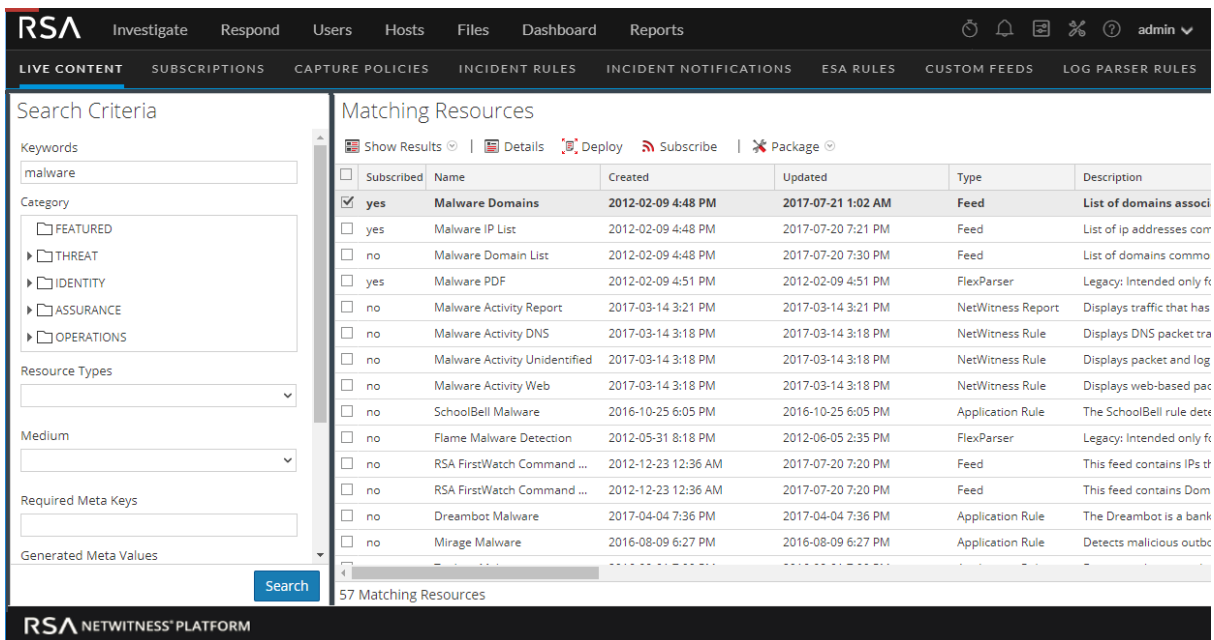 RSA Investigate Respond Users Hosts Files Dashboard Reports admin
LIVE CONTENT SUBSCRIPTIONS CAPTURE POLICIES INCIDENT RULES INCIDENT NOTIFICATIONS ESA RULES CUSTOM FEEDS LOG PARSER RULES
Search Criteria
Keywords
malware
Category
FEATURED
THREAT
IDENTITY
ASSURANCE
OPERATIONS
Resource Types
Medium
Required Meta Keys
Generated Meta Values
Search
Matching Resources
Show Results | Details Deploy Subscribe | Package
Subscribed Name Created Updated Type Description
yes Malware Domains 2012-02-09 4:48 PM 2017-07-21 1:02 AM Feed List of domains associ
yes Malware IP List 2012-02-09 4:48 PM 2017-07-20 7:21 PM Feed List of ip addresses com
no Malware Domain List 2012-02-09 4:48 PM 2017-07-20 7:30 PM Feed List of domains commo
yes Malware PDF 2012-02-09 4:51 PM 2012-02-09 4:51 PM FlexParser Legacy: Intended only fo
no Malware Activity Report 2017-03-14 3:21 PM 2017-03-14 3:21 PM NetWitness Report Displays traffic that has
no Malware Activity DNS 2017-03-14 3:18 PM 2017-03-14 3:18 PM NetWitness Rule Displays DNS packet tra
no Malware Activity Unidentified 2017-03-14 3:18 PM 2017-03-14 3:18 PM NetWitness Rule Displays packet and log
no Malware Activity Web 2017-03-14 3:18 PM 2017-03-14 3:18 PM NetWitness Rule Displays web-based pac
no SchoolBell Malware 2016-10-25 6:05 PM 2016-10-25 6:05 PM Application Rule The SchoolBell rule dete
no Flame Malware Detection 2012-05-31 8:18 PM 2012-06-05 2:35 PM FlexParser Legacy: Intended only fo
no RSA FirstWatch Command ... 2012-12-23 12:36 AM 2017-07-20 7:20 PM Feed This feed contains IPs th
no RSA FirstWatch Command ... 2012-12-23 12:36 AM 2017-07-20 7:20 PM Feed This feed contains Dom
no Dreambot Malware 2017-04-04 7:36 PM 2017-04-04 7:36 PM Application Rule The Dreambot is a bank
no Mirage Malware 2016-08-09 6:27 PM 2016-08-09 6:27 PM Application Rule Detects malicious outbo
57 Matching Resources
RSA NETWITNESS® PLATFORM